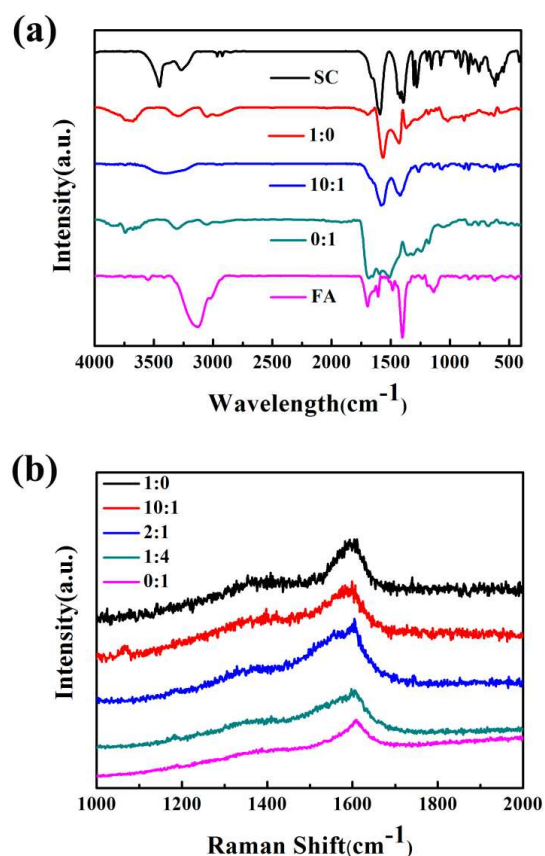 (a)
SC
1:0
10:1
0:1
FA
Intensity(a.u.)
4000 3500 3000 2500 2000 1500 1000 500
Wavelength(cm-1)
(b)
1:0
10:1
2:1
1:4
0:1
Intensity(a.u.)
1000 1200 1400 1600 1800 2000
Raman Shift(cm-1)